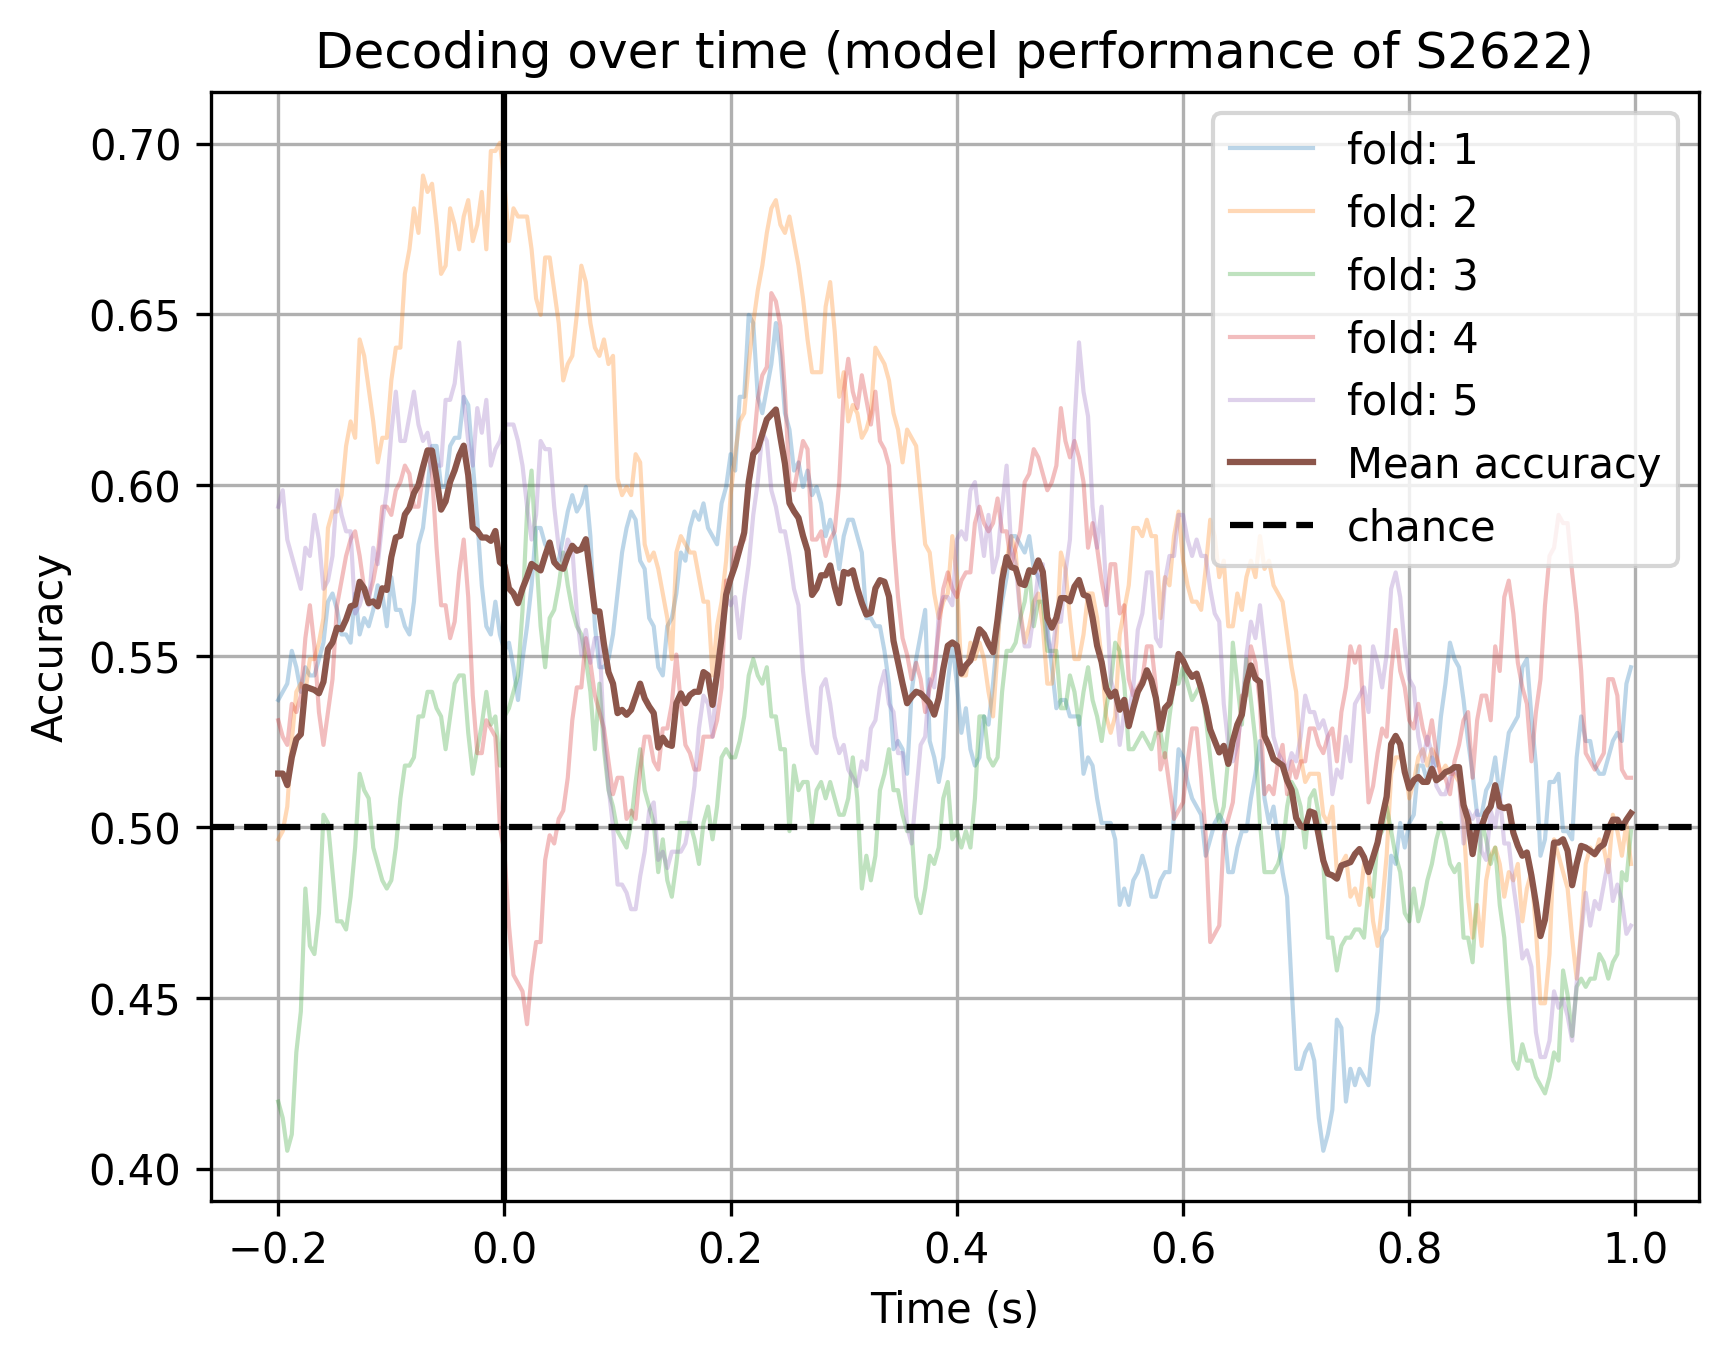 Decoding over time (model performance of S2622)
Accuracy
0.70
0.65
0.60
0.55
0.50
0.45
0.40
fold: 1
fold: 2
fold: 3
fold: 4
fold: 5
Mean accuracy
chance
−0.2 0.0 0.2 0.4 0.6 0.8 1.0
Time (s)